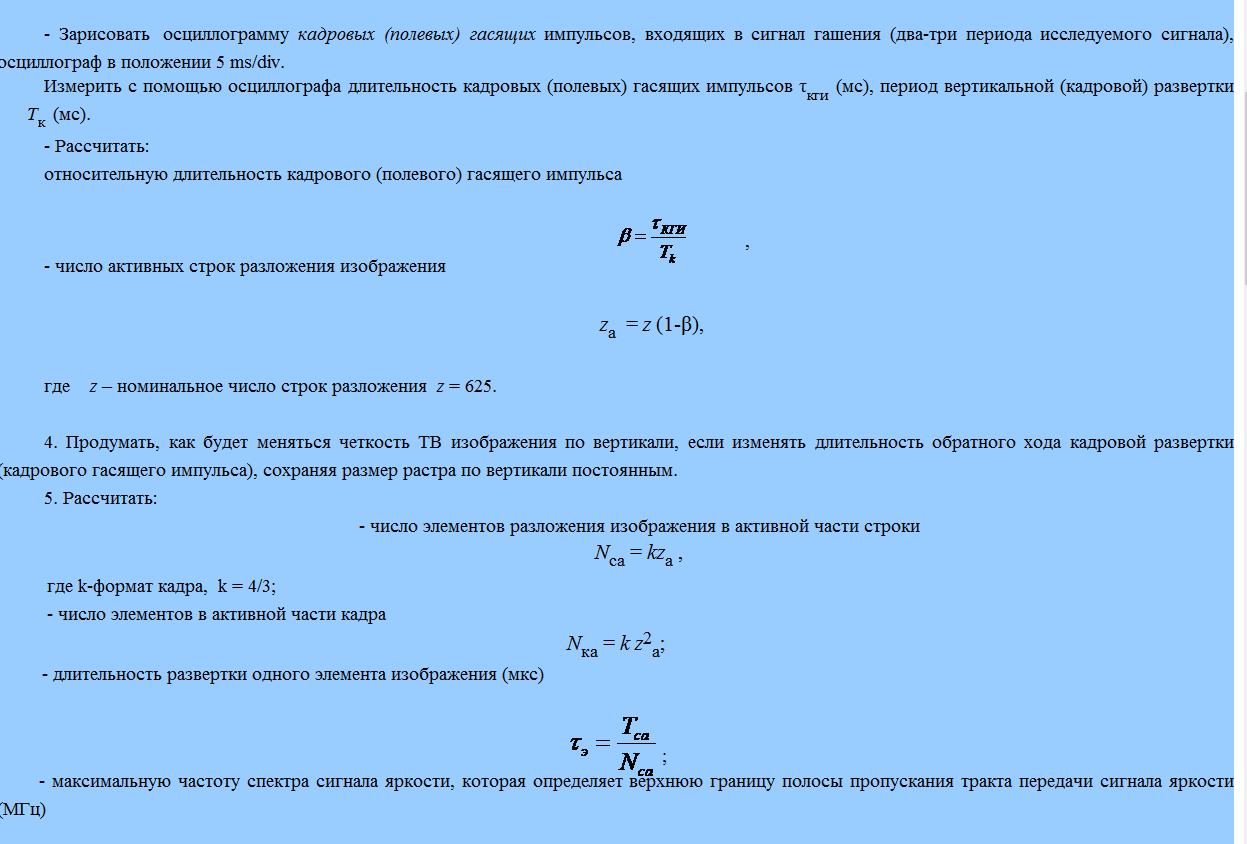 - Зарисовать осциллограмму кадровых (полевых) гасящих импульсов, входящих в сигнал гашения (два-три периода исследуемого сигнала),
осциллограф в положении 5 ms/div.
Измерить с помощью осциллографа длительность кадровых (полевых) гасящих импульсов τкги (мс), период вертикальной (кадровой) развертки
Tк (мс).
- Рассчитать:
относительную длительность кадрового (полевого) гасящего импульса
β = τКГИ / Tk ,
- число активных строк разложения изображения
zа = z (1-β),
где z – номинальное число строк разложения z = 625.
4. Продумать, как будет меняться четкость ТВ изображения по вертикали, если изменять длительность обратного хода кадровой развертки
(кадрового гасящего импульса), сохраняя размер растра по вертикали постоянным.
5. Рассчитать:
- число элементов разложения изображения в активной части строки
Nса = kzа ,
где k-формат кадра, k = 4/3;
- число элементов в активной части кадра
Nка = k z2а;
- длительность развертки одного элемента изображения (мкс)
τэ = Tса / Nса ;
- максимальную частоту спектра сигнала яркости, которая определяет верхнюю границу полосы пропускания тракта передачи сигнала яркости
(МГц)